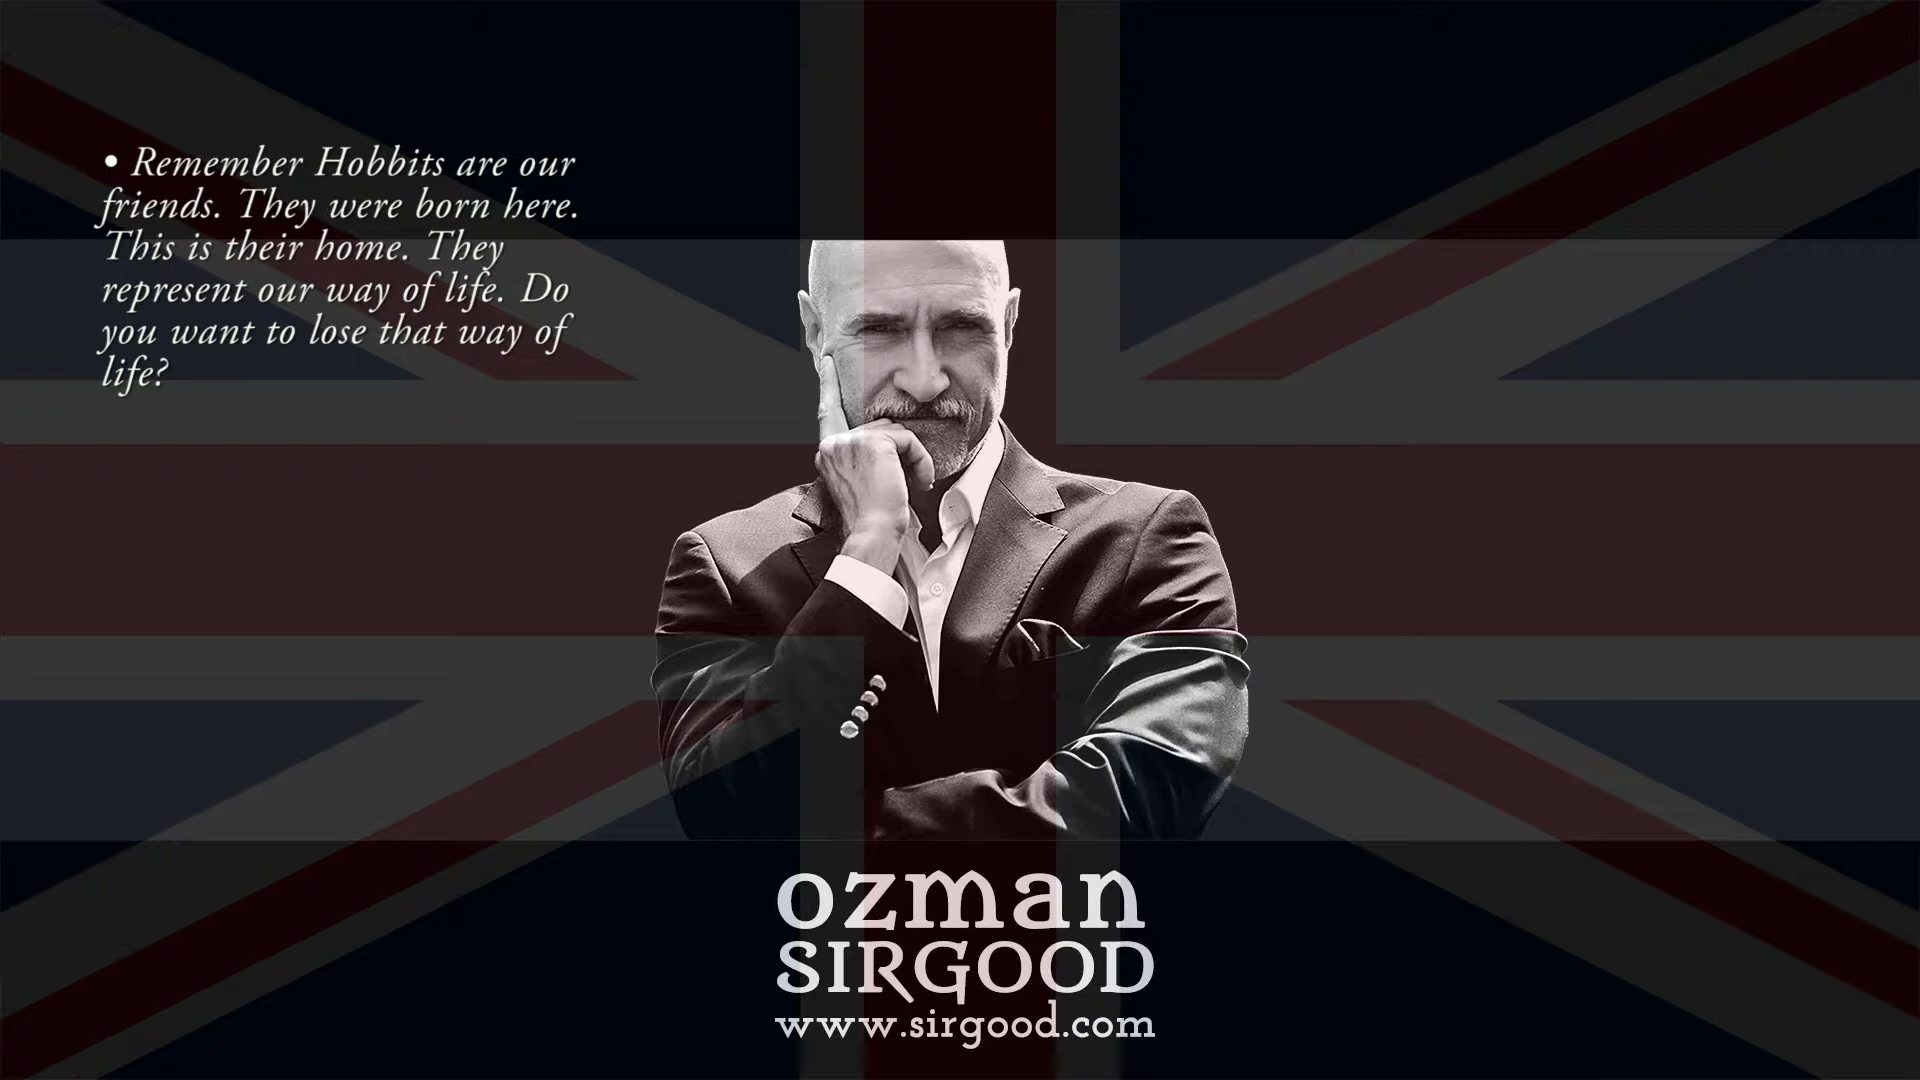 • Remember Hobbits are our
friends. They were born here.
This is their home. They
represent our way of life. Do
you want to lose that way of
life?
ozman
SIRGOOD
www.sirgood.com